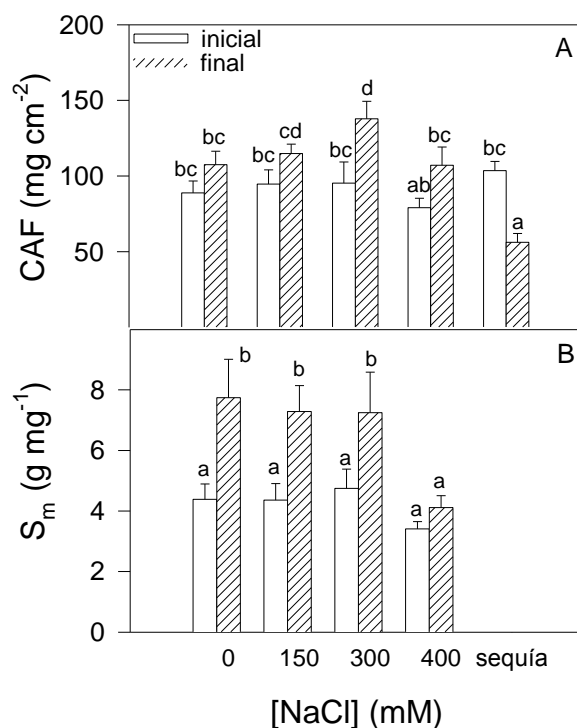 200
inicial
A
final
d
150
cd
bc
bc
bc
bc
bc
bc
100
ab
a
50
CAF (mg cm-2)
B
b
b
b
8
6
a
a
a
a
a
4
2
0
Sm (g mg-1)
0 150 300 400 sequía
[NaCl] (mM)